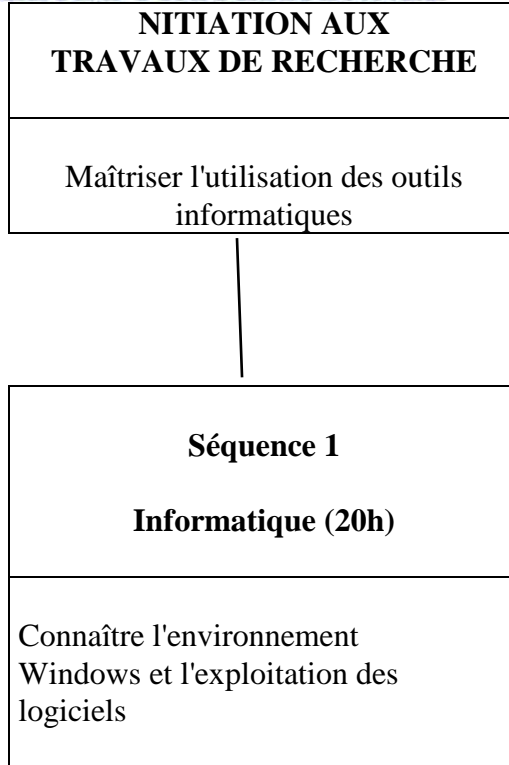 NITIATION AUX
TRAVAUX DE RECHERCHE
Maîtriser l'utilisation des outils
informatiques
Séquence 1
Informatique (20h)
Connaître l'environnement
Windows et l'exploitation des
logiciels